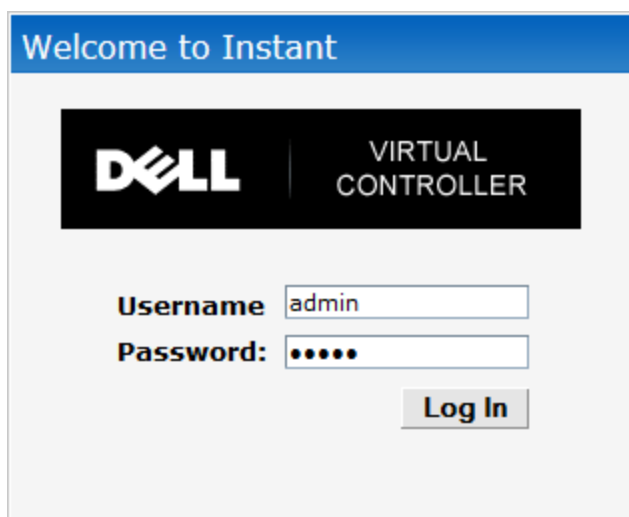 Welcome to Instant
DELL
VIRTUAL
CONTROLLER
Username admin
Password: •••••
Log In